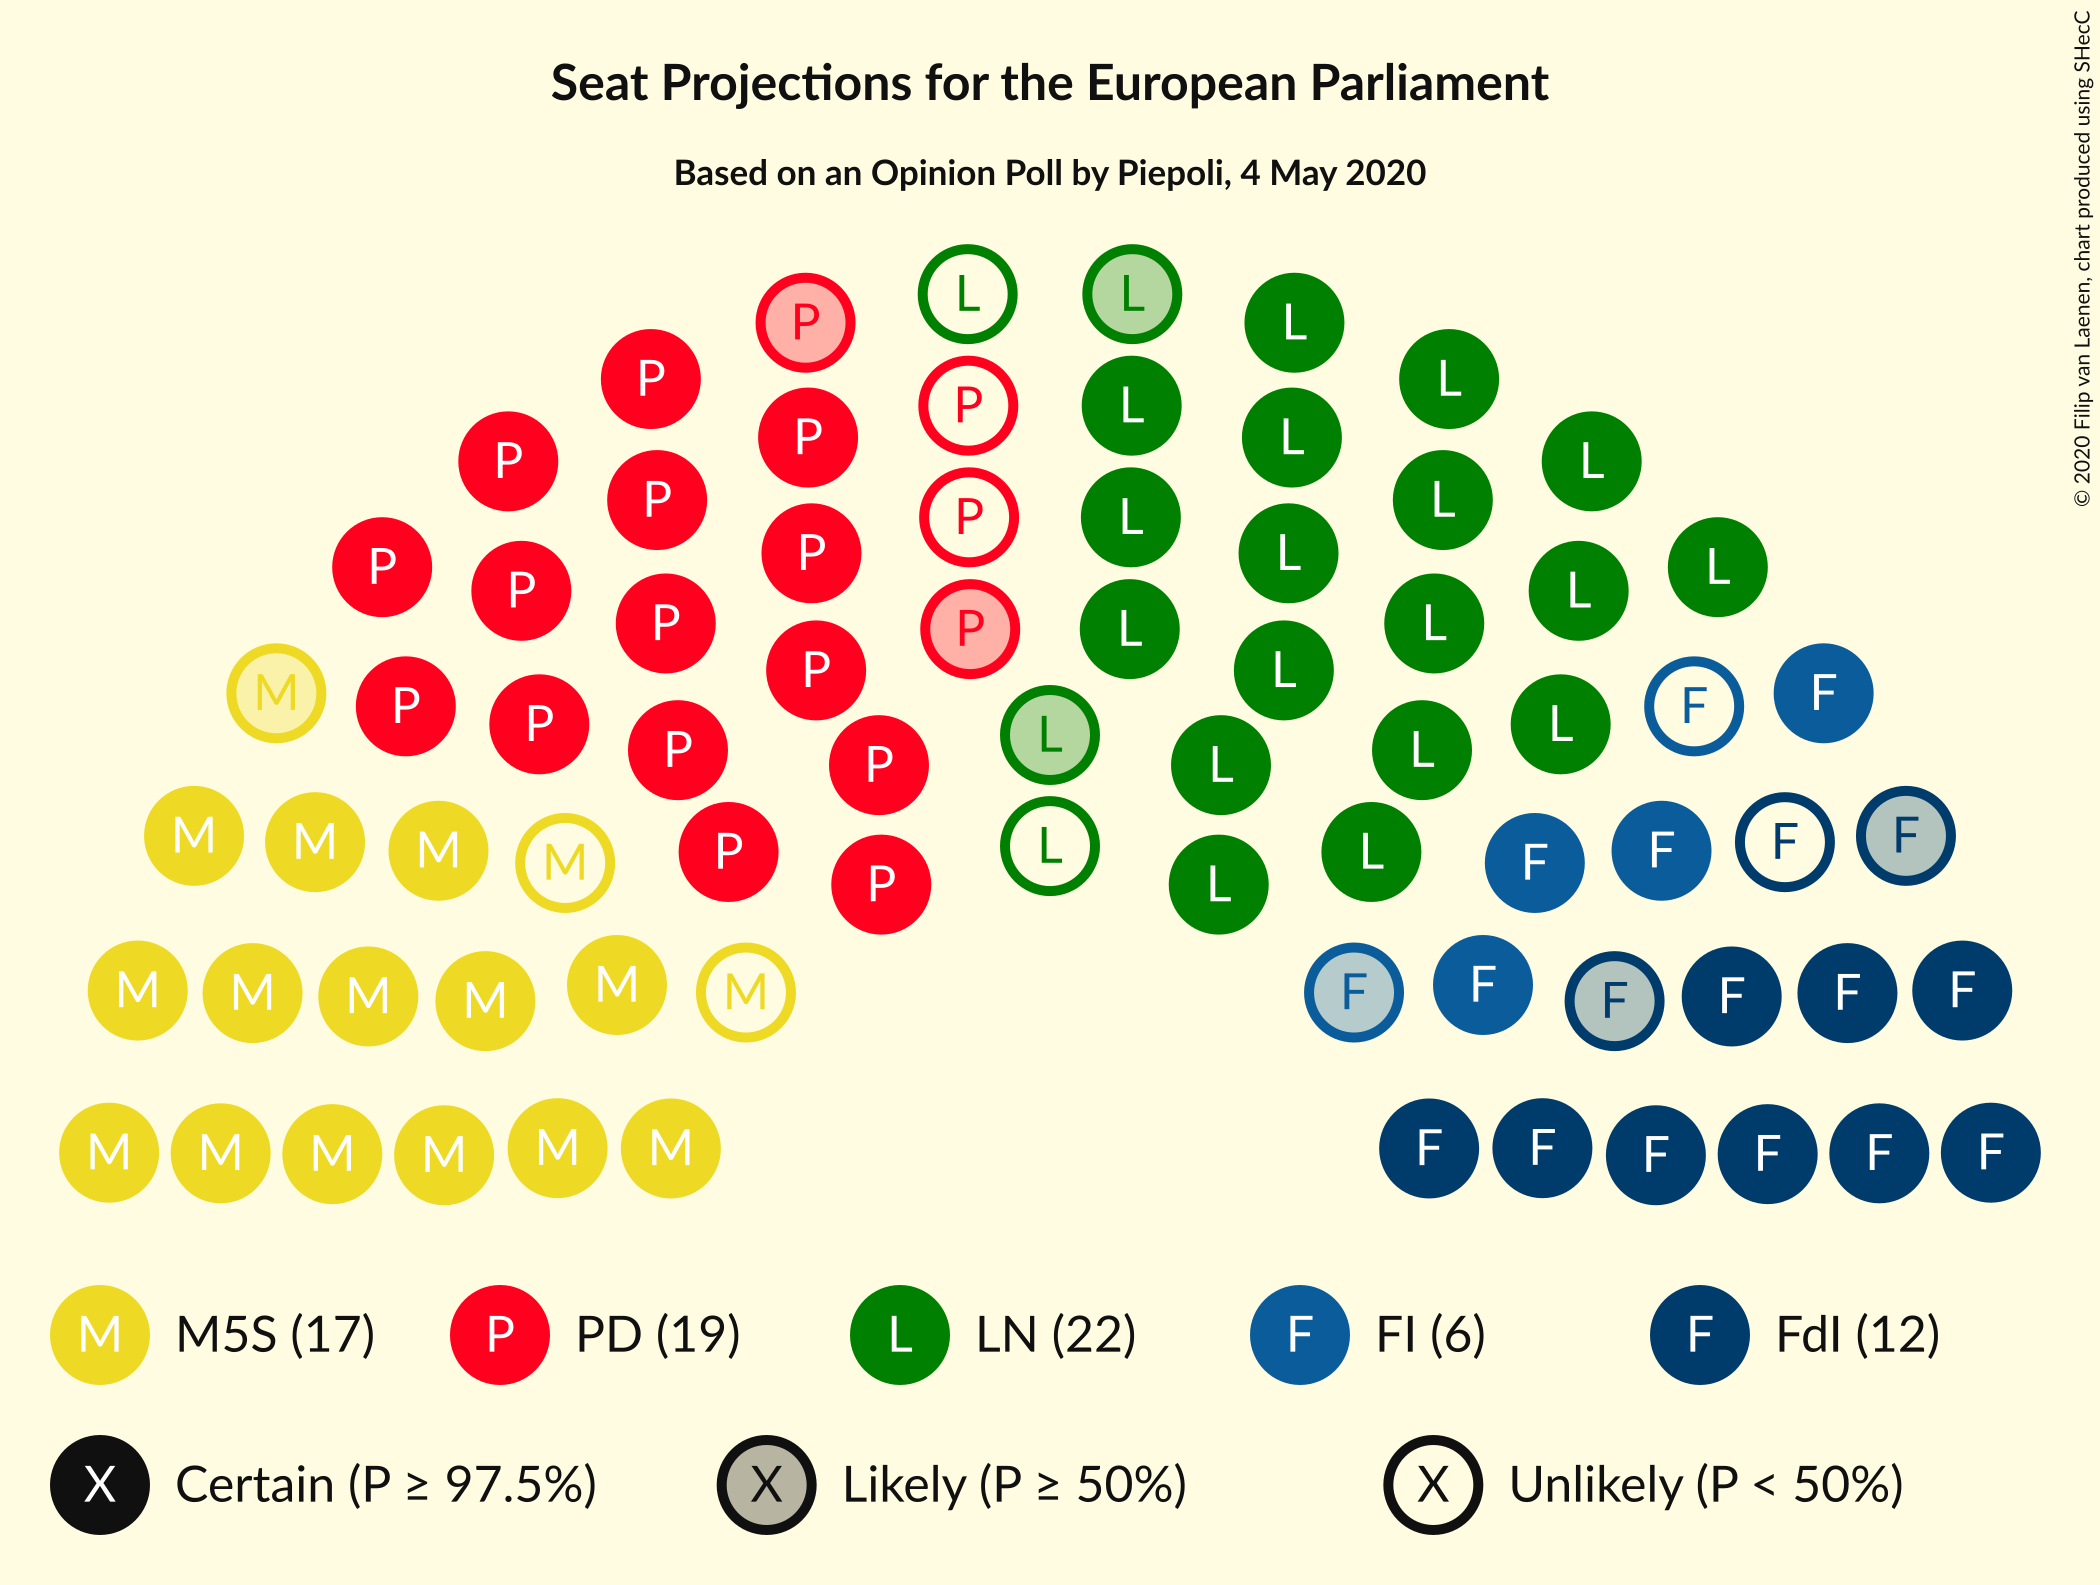 Seat Projections for the European Parliament
Based on an Opinion Poll by Piepoli, 4 May 2020
© 2020 Filip van Laenen, chart produced using SHecC
L L
P L
P L P L
P P L L
P L
P L
P L P L
P L
P L P L
P L
M F
P L
P F
P L
P L
L
P L
M F
M F
L
M F
P L
M F
P L
M M M M M F F F F F
M F
M M M M M M F F F F F F
M M5S (17) P PD (19) L LN (22) F FI (6) F FdI (12)
X Certain (P ≥ 97.5%) X Likely (P ≥ 50%) X Unlikely (P < 50%)